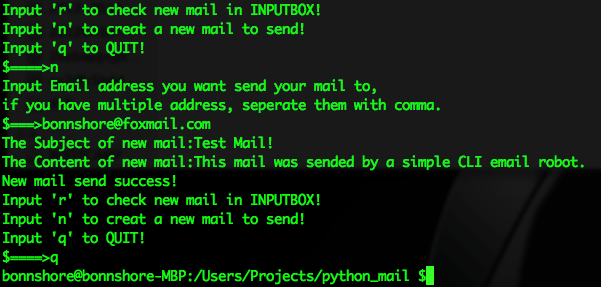 Input 'r' to check new mail in INPUTBOX!
Input 'n' to creat a new mail to send!
Input 'q' to QUIT!
$====>n
Input Email address you want send your mail to,
if you have multiple address, seperate them with comma.
$===>bonnshore@foxmail.com
The Subject of new mail:Test Mail!
The Content of new mail:This mail was sended by a simple CLI email robot.
New mail send success!
Input 'r' to check new mail in INPUTBOX!
Input 'n' to creat a new mail to send!
Input 'q' to QUIT!
$====>q
bonnshore@bonnshore-MBP:/Users/Projects/python_mail $